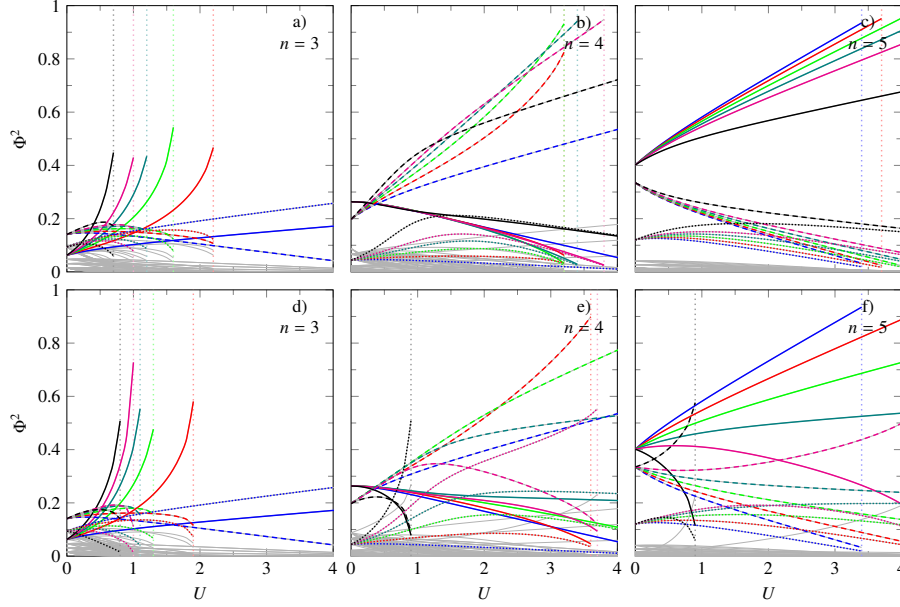 1
0.8
0.6
0.4
0.2
0
Φ²
a)
n = 3
b)
n = 4
c)
n = 5
1
0.8
0.6
0.4
0.2
0
Φ²
d)
n = 3
e)
n = 4
f)
n = 5
0 1 2 3 4
0 1 2 3 4
0 1 2 3 4
U
U
U